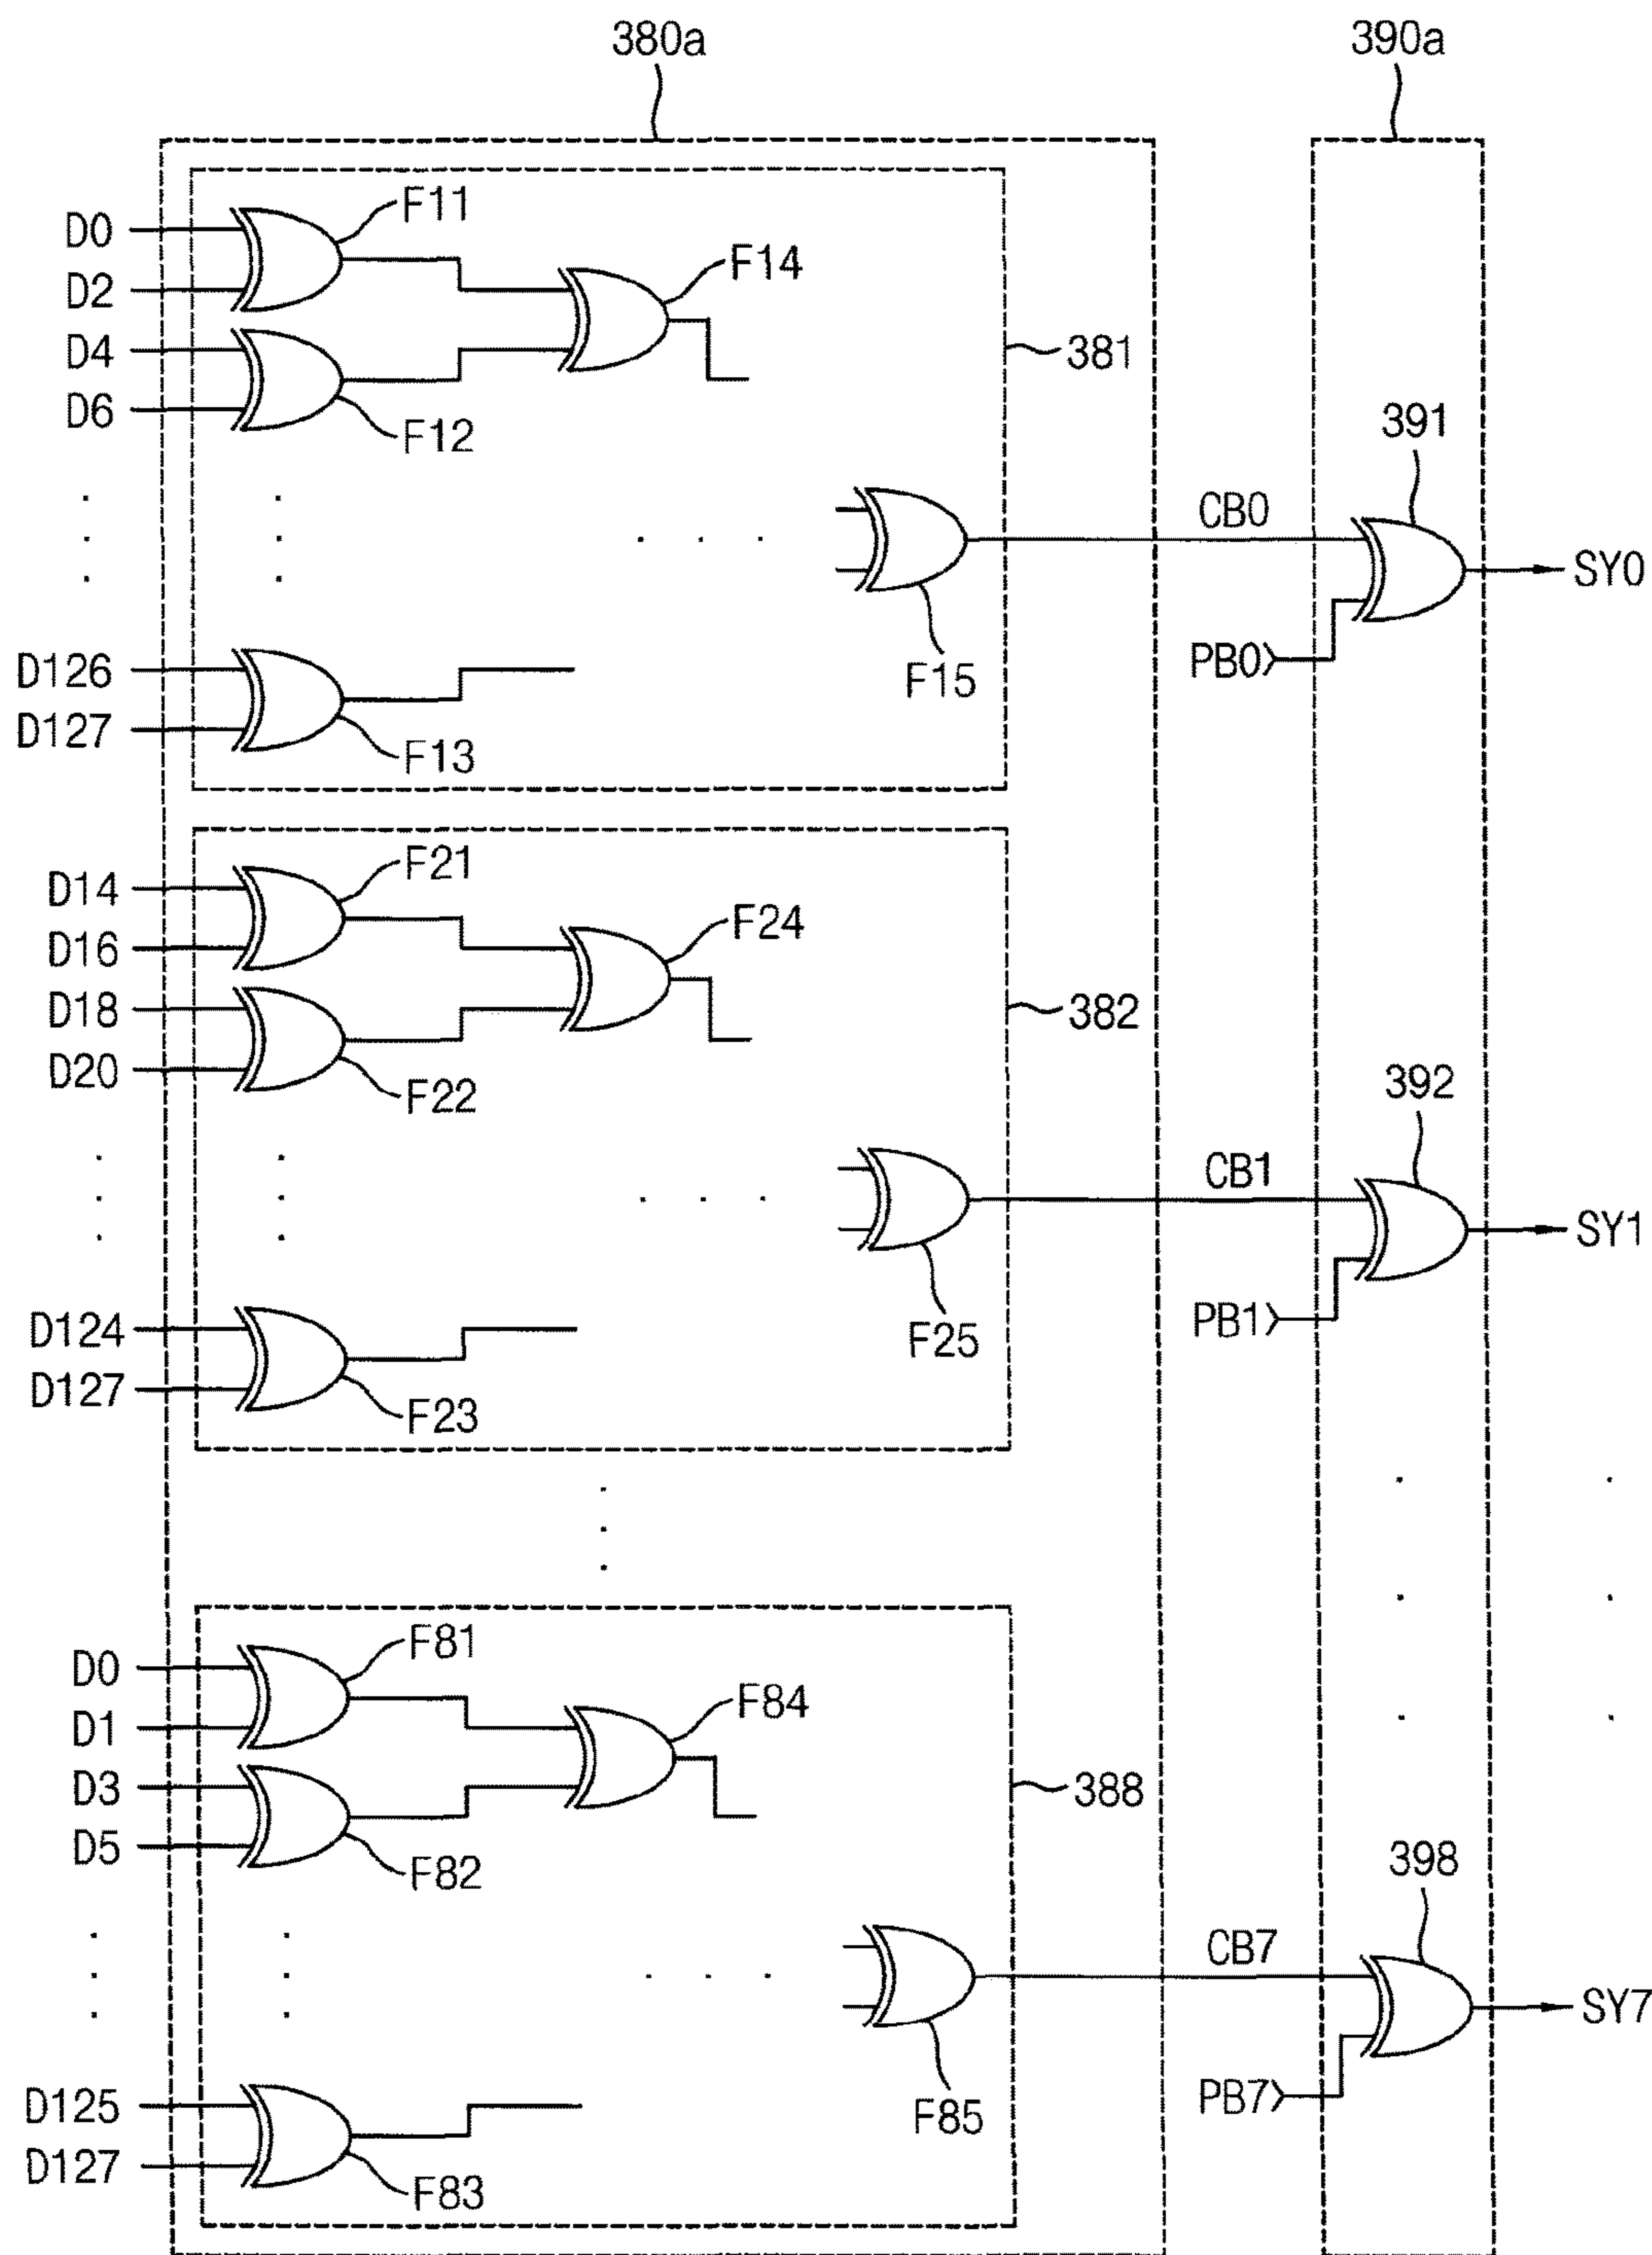 380a
390a
D0
F11
D2
F14
D4
381
D6
F12
391
CB0
SY0
D126
PB0
F15
D127
F13
D14
F21
D16
F24
D18
382
D20
F22
392
CB1
SY1
D124
PB1
F25
D127
F23
D0
F81
D1
F84
D3
388
D5
F82
398
CB7
SY7
D125
PB7
F85
D127
F83